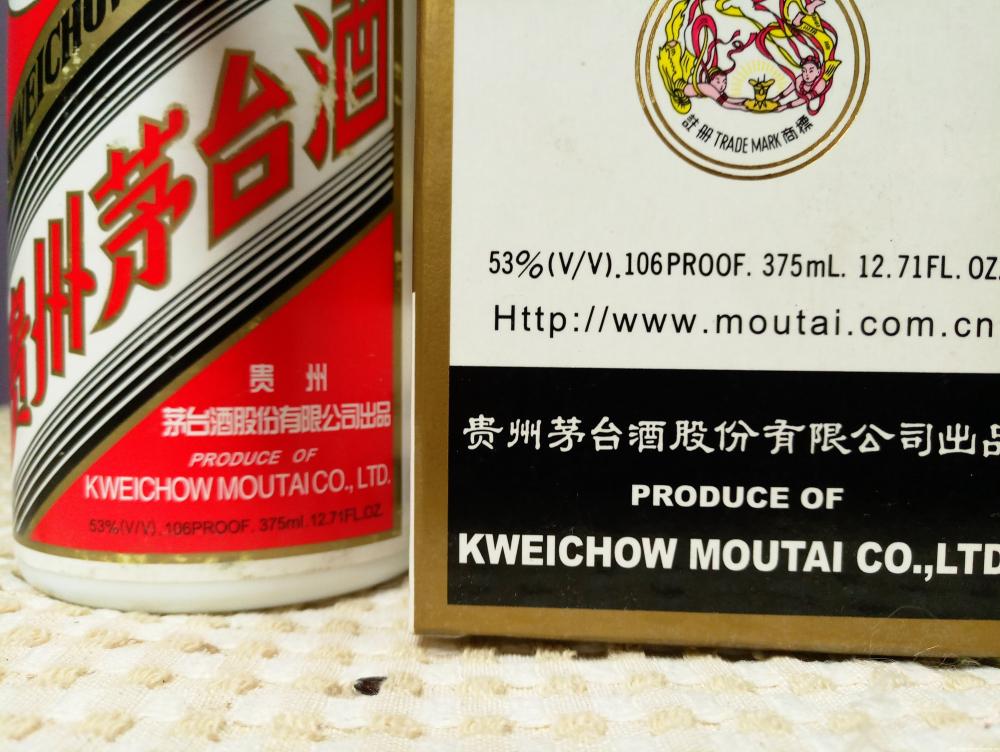 KWEICHOW
贵州茅台酒
贵 州
茅台酒股份有限公司出品
PRODUCE OF
KWEICHOW MOUTAI CO., LTD.
53%(V/V).106PROOF. 375ml.12.71FL.OZ
註册 TRADE MARK 商標
53%(V/V).106PROOF. 375mL. 12.71FL.OZ.
Http://www.moutai.com.cn
贵州茅台酒股份有限公司出品
PRODUCE OF
KWEICHOW MOUTAI CO.,LTD